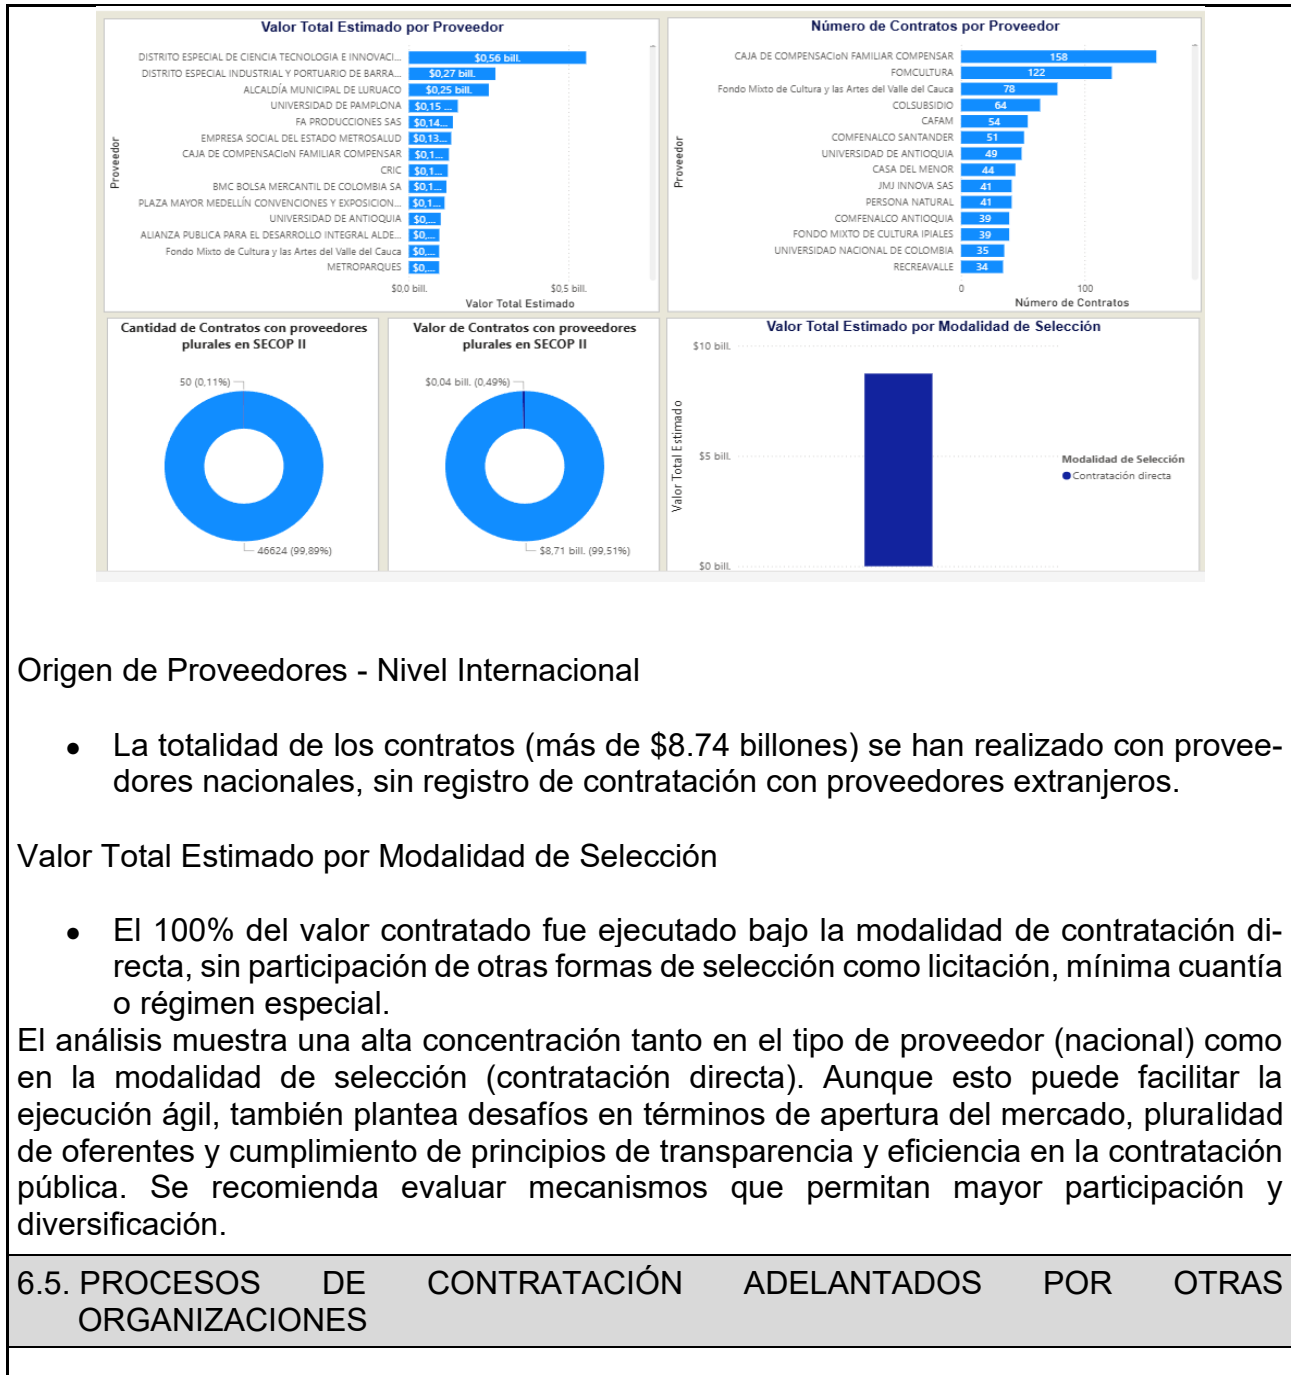 Valor Total Estimado por Proveedor
DISTRITO ESPECIAL DE CIENCIA TECNOLOGIA E INNOVACI... $0,56 bill.
DISTRITO ESPECIAL INDUSTRIAL Y PORTUARIO DE BARRA... $0,27 bill.
ALCALDÍA MUNICIPAL DE LURUACO $0,25 bill.
UNIVERSIDAD DE PAMPLONA $0,15 ...
FA PRODUCCIONES SAS $0,14...
EMPRESA SOCIAL DEL ESTADO METROSALUD $0,13...
CAJA DE COMPENSACIoN FAMILIAR COMPENSAR $0,1...
CRIC $0,1...
BMC BOLSA MERCANTIL DE COLOMBIA SA $0,1...
PLAZA MAYOR MEDELLÍN CONVENCIONES Y EXPOSICION... $0,1...
UNIVERSIDAD DE ANTIOQUIA $0,...
ALIANZA PUBLICA PARA EL DESARROLLO INTEGRAL ALDE... $0,...
Fondo Mixto de Cultura y las Artes del Valle del Cauca $0,...
METROPARQUES $0,...
Proveedor
$0,0 bill. $0,5 bill.
Valor Total Estimado
Número de Contratos por Proveedor
CAJA DE COMPENSACIoN FAMILIAR COMPENSAR 158
FOMCULTURA 122
Fondo Mixto de Cultura y las Artes del Valle del Cauca 78
COLSUBSIDIO 64
CAFAM 54
COMFENALCO SANTANDER 51
UNIVERSIDAD DE ANTIOQUIA 49
CASA DEL MENOR 44
JMJ INNOVA SAS 41
PERSONA NATURAL 41
COMFENALCO ANTIOQUIA 39
FONDO MIXTO DE CULTURA IPIALES 39
UNIVERSIDAD NACIONAL DE COLOMBIA 35
RECREAVALLE 34
Proveedor
0 100
Número de Contratos
Cantidad de Contratos con proveedores
plurales en SECOP II
50 (0,11%)
46624 (99,89%)
Valor de Contratos con proveedores
plurales en SECOP II
$0,04 bill. (0,49%)
$8,71 bill. (99,51%)
Valor Total Estimado por Modalidad de Selección
$10 bill.
$5 bill.
$0 bill.
Valor Total Estimado
Modalidad de Selección
Contratación directa
Origen de Proveedores - Nivel Internacional
● La totalidad de los contratos (más de $8.74 billones) se han realizado con provee-
dores nacionales, sin registro de contratación con proveedores extranjeros.
Valor Total Estimado por Modalidad de Selección
● El 100% del valor contratado fue ejecutado bajo la modalidad de contratación di-
recta, sin participación de otras formas de selección como licitación, mínima cuantía
o régimen especial.
El análisis muestra una alta concentración tanto en el tipo de proveedor (nacional) como
en la modalidad de selección (contratación directa). Aunque esto puede facilitar la
ejecución ágil, también plantea desafíos en términos de apertura del mercado, pluralidad
de oferentes y cumplimiento de principios de transparencia y eficiencia en la contratación
pública. Se recomienda evaluar mecanismos que permitan mayor participación y
diversificación.
6.5. PROCESOS DE CONTRATACIÓN ADELANTADOS POR OTRAS
ORGANIZACIONES